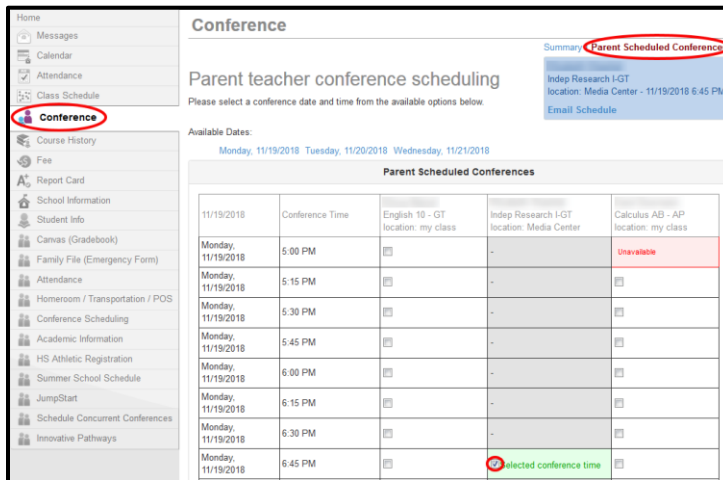 Home
Messages
Calendar
Attendance
Class Schedule
Conference
Course History
Fee
Report Card
School Information
Student Info
Canvas (Gradebook)
Family File (Emergency Form)
Attendance
Homeroom / Transportation / POS
Conference Scheduling
Academic Information
HS Athletic Registration
Summer School Schedule
JumpStart
Schedule Concurrent Conferences
Innovative Pathways
Conference
Summary Parent Scheduled Conference
Parent teacher conference scheduling
Please select a conference date and time from the available options below.
Indep Research I-GT
location: Media Center - 11/19/2018 6:45 PM
Email Schedule
Available Dates:
Monday, 11/19/2018 Tuesday, 11/20/2018 Wednesday, 11/21/2018
Parent Scheduled Conferences
11/19/2018
Conference Time
English 10 - GT
location: my class
Indep Research I-GT
location: Media Center
Calculus AB - AP
location: my class
Monday,
11/19/2018
5:00 PM
-
Unavailable
Monday,
11/19/2018
5:15 PM
-
Monday,
11/19/2018
5:30 PM
-
Monday,
11/19/2018
5:45 PM
-
Monday,
11/19/2018
6:00 PM
-
Monday,
11/19/2018
6:15 PM
-
Monday,
11/19/2018
6:30 PM
-
Monday,
11/19/2018
6:45 PM
Selected conference time